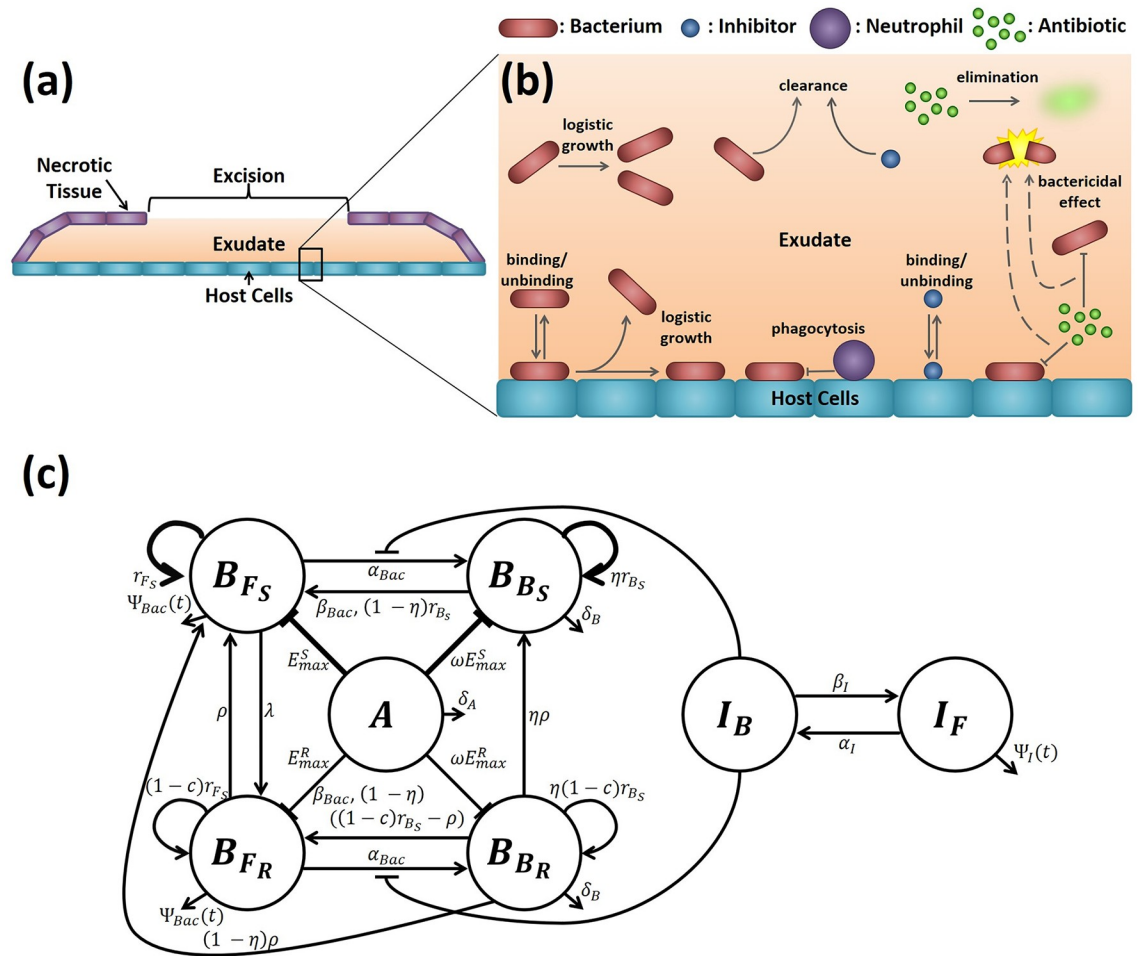 : Bacterium : Inhibitor : Neutrophil : Antibiotic
(a)
Necrotic
Tissue
Excision
Exudate
Host Cells
(b)
clearance
elimination
logistic
growth
bactericidal
effect
Exudate
binding/
unbinding
logistic
growth
phagocytosis
binding/
unbinding
Host Cells
(c)
B_{F_S}
r_{F_S}
Ψ_{Bac}(t)
α_{Bac}
β_{Bac}, (1 − η)r_{B_S}
B_{B_S}
ηr_{B_S}
δ_B
E^S_{max}
ωE^S_{max}
A
δ_A
ρ
λ
ηρ
E^R_{max}
ωE^R_{max}
I_B
β_I
α_I
I_F
Ψ_I(t)
(1 − c)r_{F_S}
β_{Bac}, (1 − η)
((1 − c)r_{B_S} − ρ)
η(1 − c)r_{B_S}
B_{F_R}
α_{Bac}
B_{B_R}
δ_B
Ψ_{Bac}(t)
(1 − η)ρ